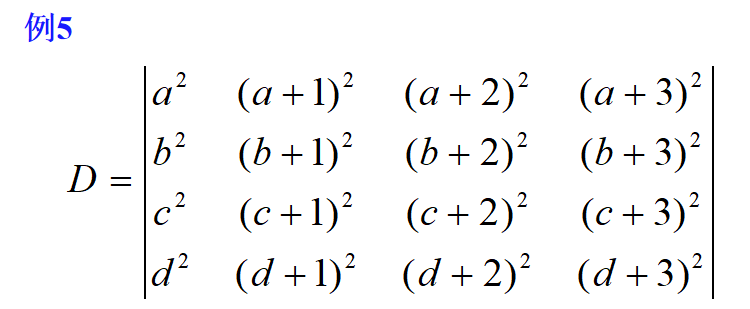 例5
D = | a² (a+1)² (a+2)² (a+3)² |
| b² (b+1)² (b+2)² (b+3)² |
| c² (c+1)² (c+2)² (c+3)² |
| d² (d+1)² (d+2)² (d+3)² |